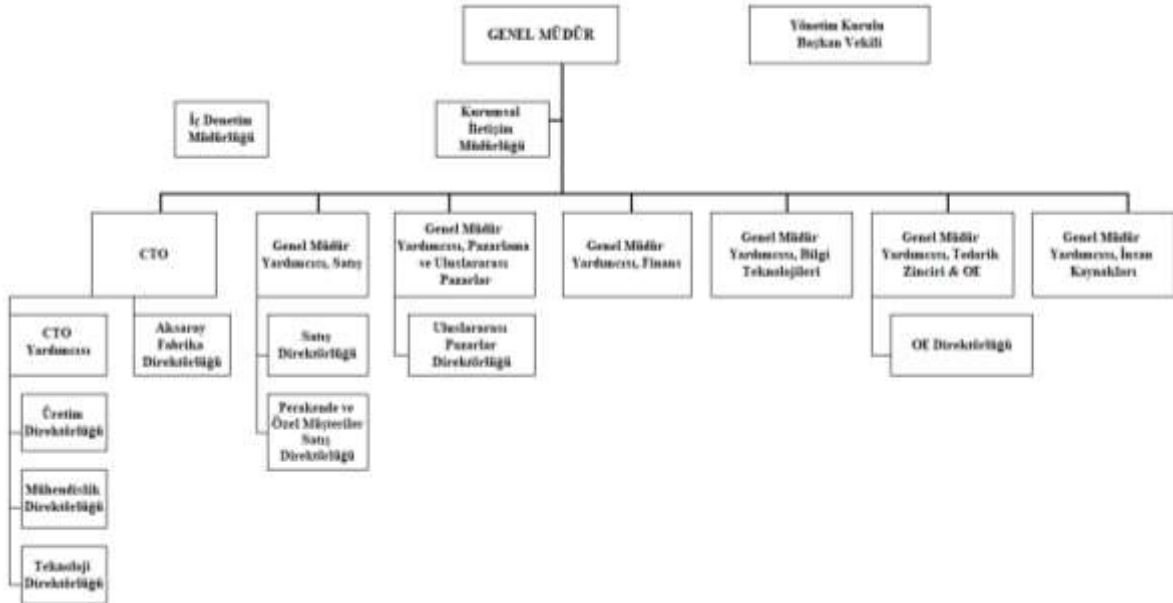 GENEL MÜDÜR
Yönetim Kurulu
Başkan Vekili
İç Denetim
Müdürlüğü
Kurumsal
İletişim
Müdürlüğü
CTO
Genel Müdür
Yardımcısı, Satış
Genel Müdür
Yardımcısı, Pazarlama
ve Uluslararası
Pazarlar
Genel Müdür
Yardımcısı, Finans
Genel Müdür
Yardımcısı, Bilgi
Teknolojileri
Genel Müdür
Yardımcısı, Tedarik
Zinciri & OE
Genel Müdür
Yardımcısı, İnsan
Kaynakları
CTO
Yardımcısı
Aksaray
Fabrika
Direktörlüğü
Satış
Direktörlüğü
Uluslararası
Pazarlar
Direktörlüğü
OE Direktörlüğü
Üretim
Direktörlüğü
Perakende ve
Özel Müşteriler
Satış
Direktörlüğü
Mühendislik
Direktörlüğü
Teknoloji
Direktörlüğü